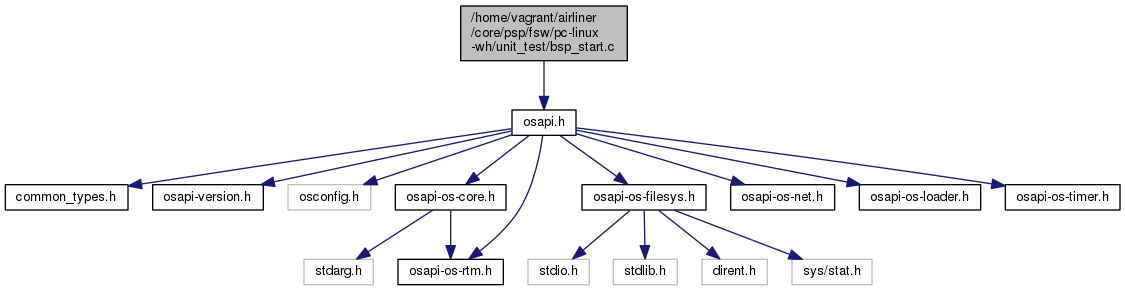 /home/vagrant/airliner
/core/psp/fsw/pc-linux
-wh/unit_test/bsp_start.c
osapi.h
common_types.h
osapi-version.h
osconfig.h
osapi-os-core.h
osapi-os-filesys.h
osapi-os-net.h
osapi-os-loader.h
osapi-os-timer.h
stdarg.h
osapi-os-rtm.h
stdio.h
stdlib.h
dirent.h
sys/stat.h